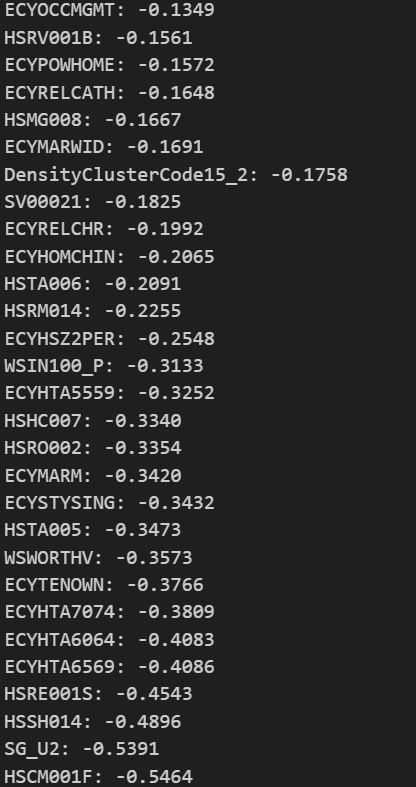 ECYOCCMGMT: -0.1349
HSRV001B: -0.1561
ECYPOWHOME: -0.1572
ECYRELCATH: -0.1648
HSMG008: -0.1667
ECYMARWID: -0.1691
DensityClusterCode15_2: -0.1758
SV00021: -0.1825
ECYRELCHR: -0.1992
ECYHOMCHIN: -0.2065
HSTA006: -0.2091
HSRM014: -0.2255
ECYHSZ2PER: -0.2548
WSIN100_P: -0.3133
ECYHTA5559: -0.3252
HSHC007: -0.3340
HSRO002: -0.3354
ECYMARM: -0.3420
ECYSTYSING: -0.3432
HSTA005: -0.3473
WSWORTHV: -0.3573
ECYTENOWN: -0.3766
ECYHTA7074: -0.3809
ECYHTA6064: -0.4083
ECYHTA6569: -0.4086
HSRE001S: -0.4543
HSSH014: -0.4896
SG_U2: -0.5391
HSCM001F: -0.5464